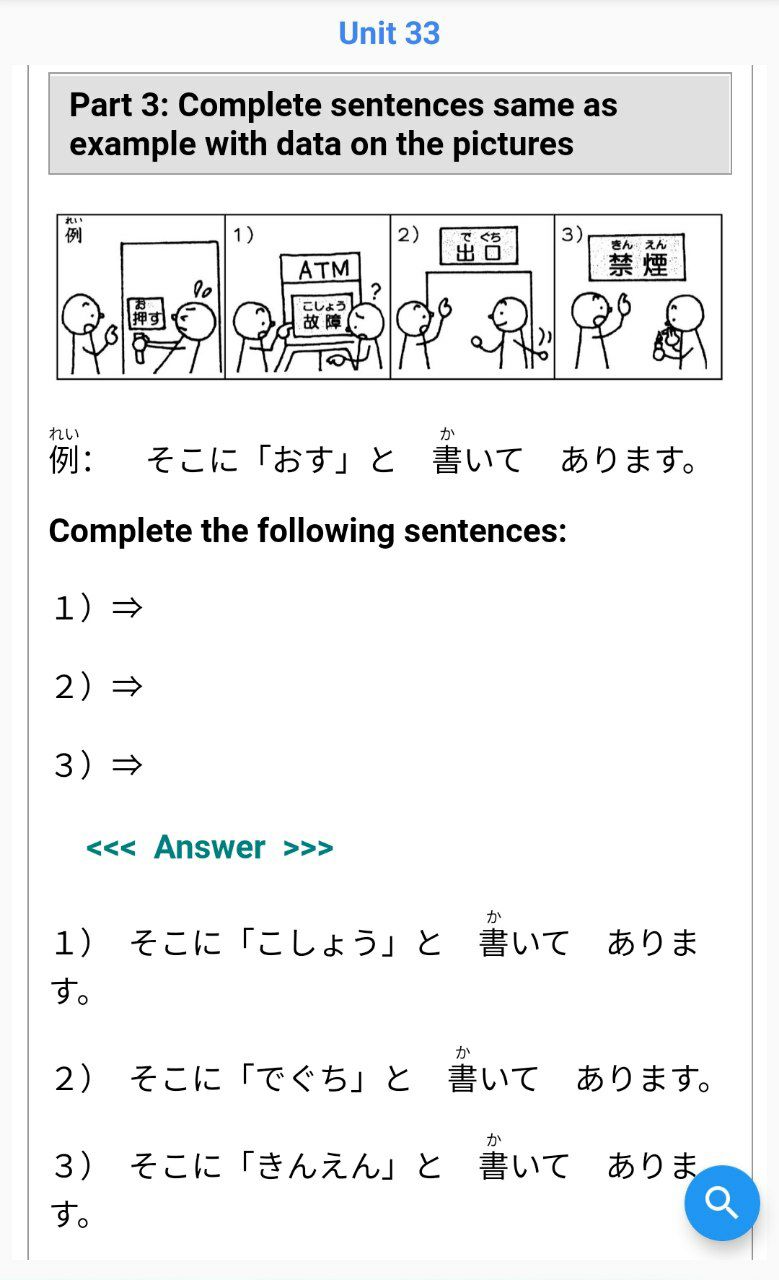 Unit 33
Part 3: Complete sentences same as
example with data on the pictures
れい
例
お
押す
1)
ATM
こしょう
故障
?
2)
で ぐち
出口
3)
きん えん
禁煙
れい か
例： そこに「おす」と 書いて あります。
Complete the following sentences:
１）⇒
２）⇒
３）⇒
<<< Answer >>>
か
１） そこに「こしょう」と 書いて ありま
す。
か
２） そこに「でぐち」と 書いて あります。
か
３） そこに「きんえん」と 書いて ありま
す。